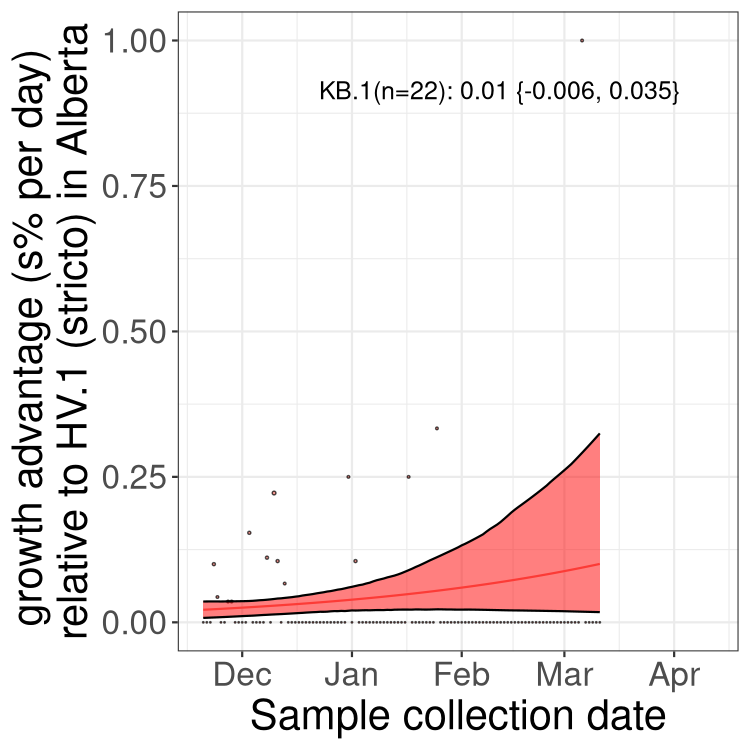 growth advantage (s% per day)
relative to HV.1 (stricto) in Alberta
1.00
0.75
0.50
0.25
0.00
KB.1(n=22): 0.01 {-0.006, 0.035}
Dec Jan Feb Mar Apr
Sample collection date